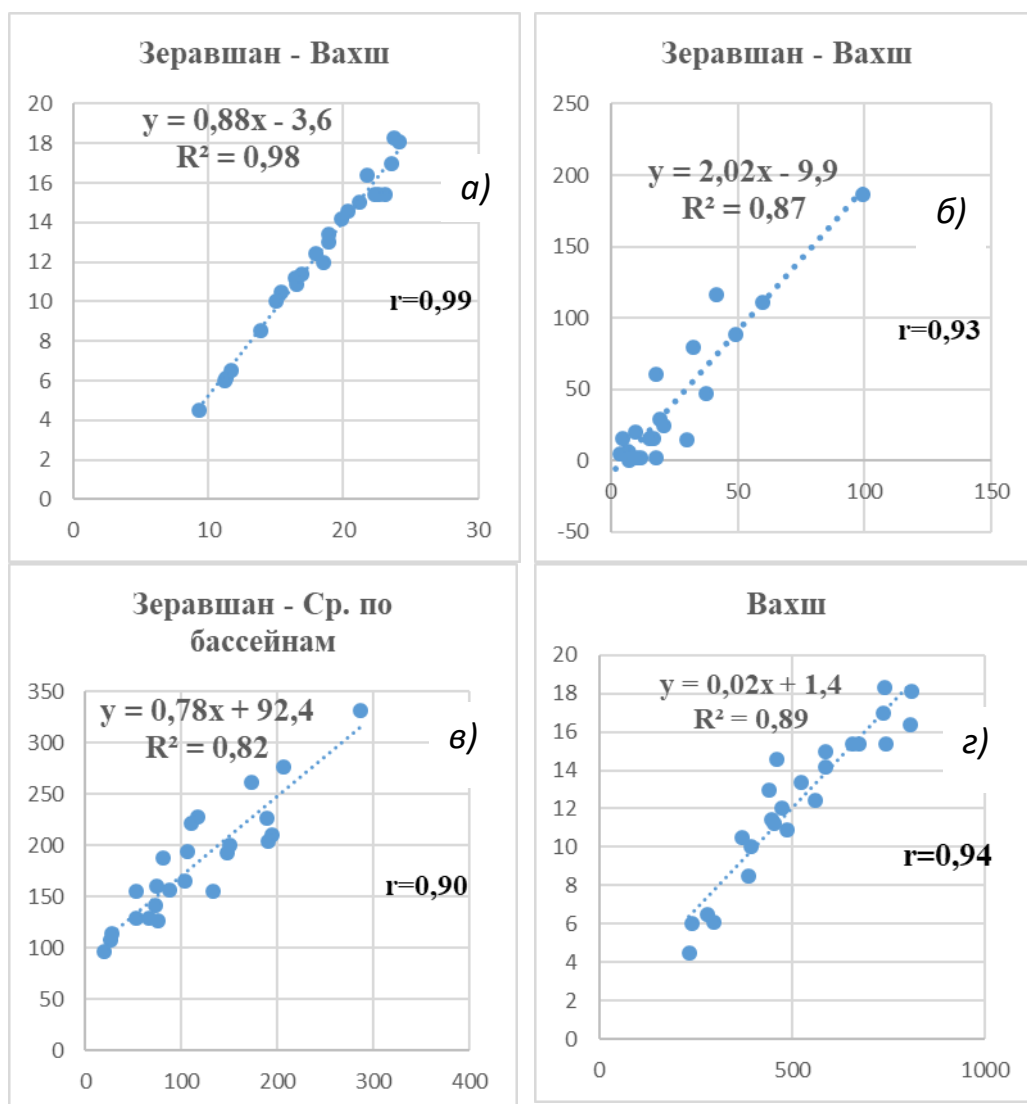 Зеравшан - Вахш
y = 0,88x - 3,6
R² = 0,98
а)
r=0,99
20
18
16
14
12
10
8
6
4
2
0
0 10 20 30
Зеравшан - Вахш
y = 2,02x - 9,9
R² = 0,87
б)
r=0,93
250
200
150
100
50
0
-50
0 50 100 150
Зеравшан - Ср. по
бассейнам
y = 0,78x + 92,4
R² = 0,82
в)
r=0,90
350
300
250
200
150
100
50
0
0 100 200 300 400
Вахш
y = 0,02x + 1,4
R² = 0,89
г)
r=0,94
20
18
16
14
12
10
8
6
4
2
0
0 500 1000